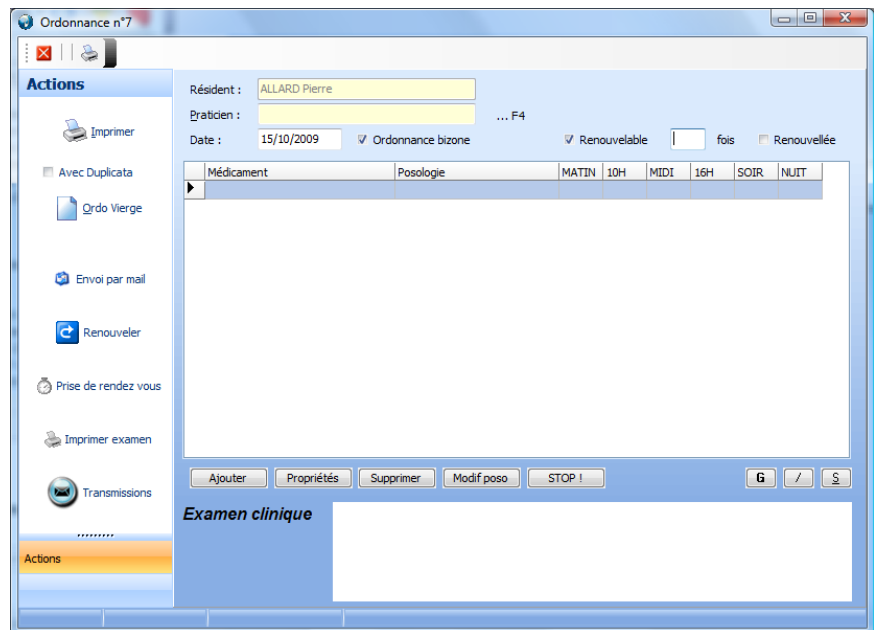 Ordonnance n°7
Actions
Résident : ALLARD Pierre
Praticien : ... F4
Date : 15/10/2009 Ordonnance bizone Renouvelable fois Renouvellée
Imprimer
Avec Duplicata
Ordo Vierge
Envoi par mail
Renouveler
Prise de rendez vous
Imprimer examen
Transmissions
Actions
Médicament Posologie MATIN 10H MIDI 16H SOIR NUIT
Ajouter Propriétés Supprimer Modif poso STOP ! G / S
Examen clinique